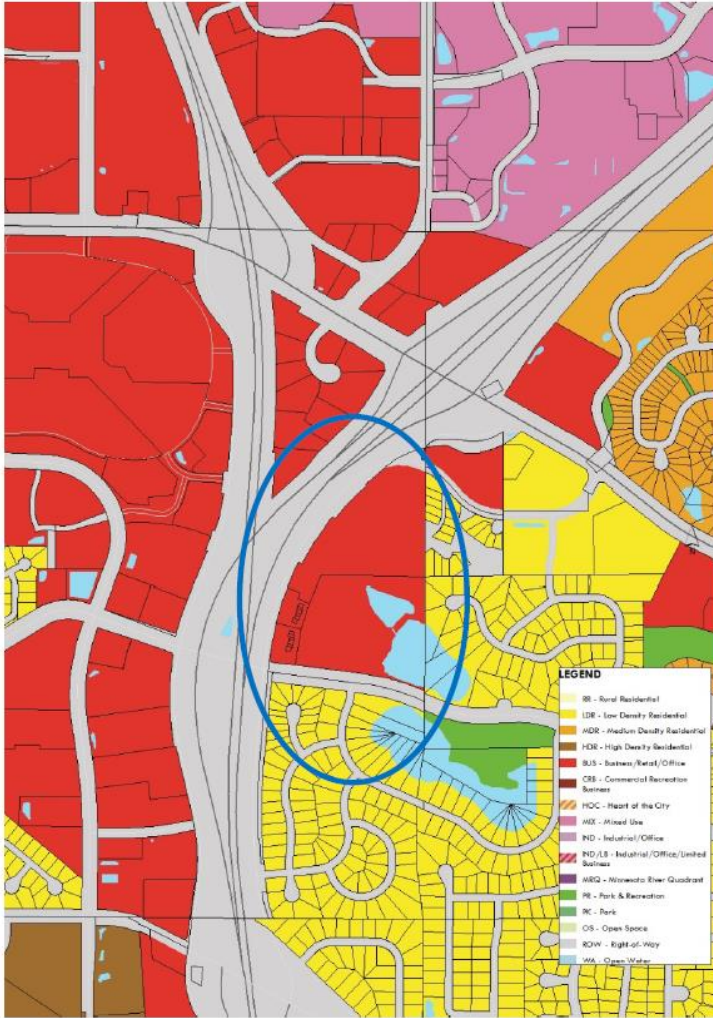 LEGEND
RR - Rural Residential
LDR - Low Density Residential
MDR - Medium Density Residential
HDR - High Density Residential
BUS - Business/Retail/Office
CRB - Commercial Recreation
Business
HOC - Heart of the City
MIX - Mixed Use
IND - Industrial/Office
IND/LB - Industrial/Office/Limited
Business
MRQ - Minnesota River Quadrant
PR - Park & Recreation
PK - Park
OS - Open Space
ROW - Right-of-Way
WA - Open Water